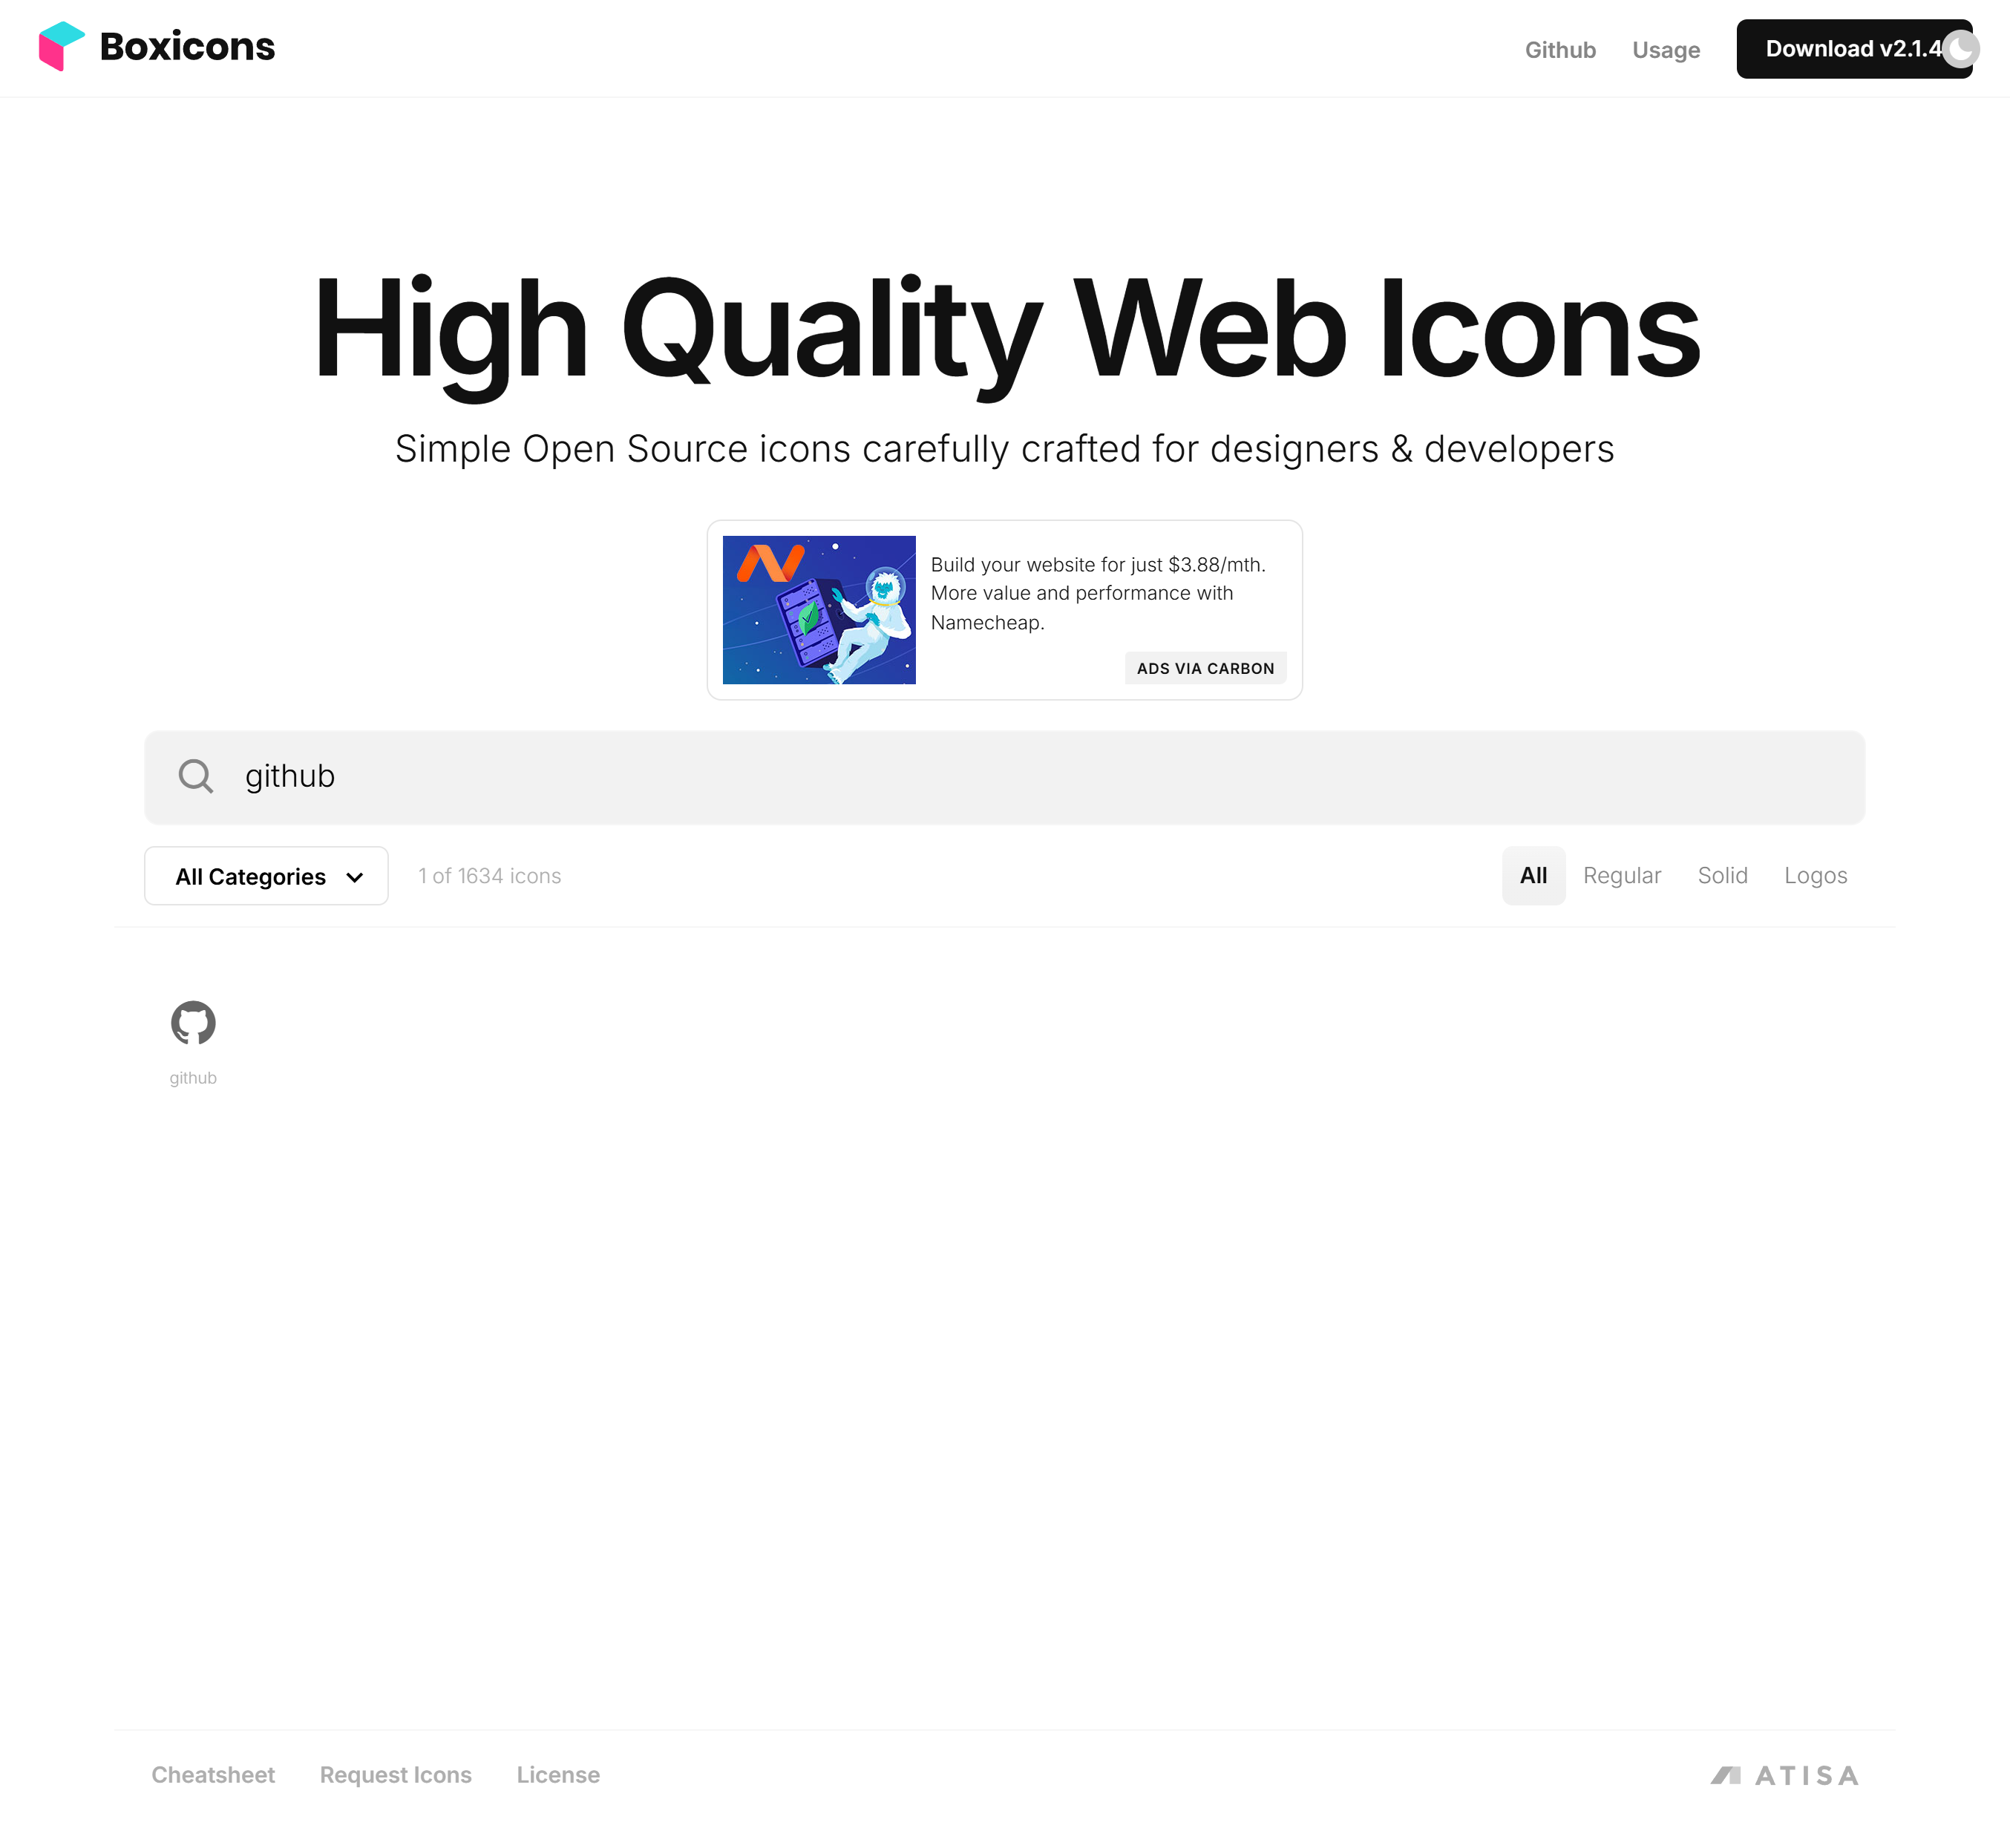 Boxicons
Github
Usage
Download v2.1.4
High Quality Web Icons
Simple Open Source icons carefully crafted for designers & developers
Build your website for just $3.88/mth.
More value and performance with
Namecheap.
ADS VIA CARBON
github
All Categories
1 of 1634 icons
All
Regular
Solid
Logos
github
Cheatsheet
Request Icons
License
ATISA